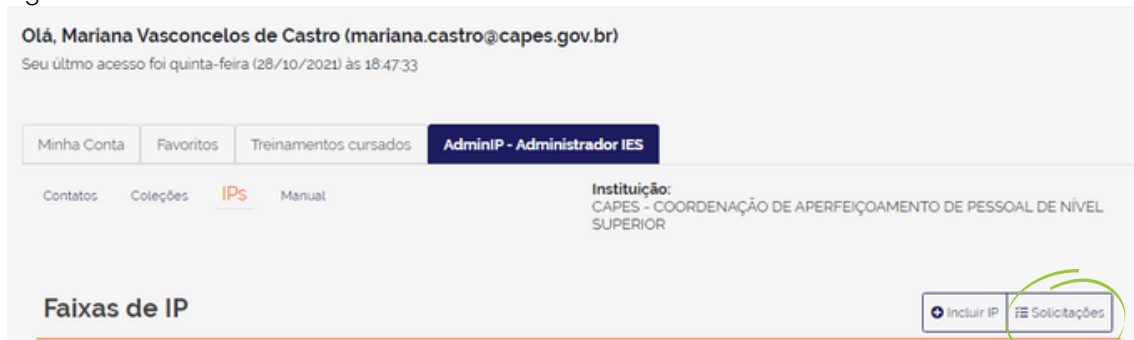 Olá, Mariana Vasconcelos de Castro (mariana.castro@capes.gov.br)
Seu últmo acesso foi quinta-feira (28/10/2021) às 18:47:33
Minha Conta Favoritos Treinamentos cursados AdminIP - Administrador IES
Contatos Coleções IPs Manual
Instituição:
CAPES - COORDENAÇÃO DE APERFEIÇOAMENTO DE PESSOAL DE NÍVEL
SUPERIOR
Faixas de IP
Incluir IP Solicitações